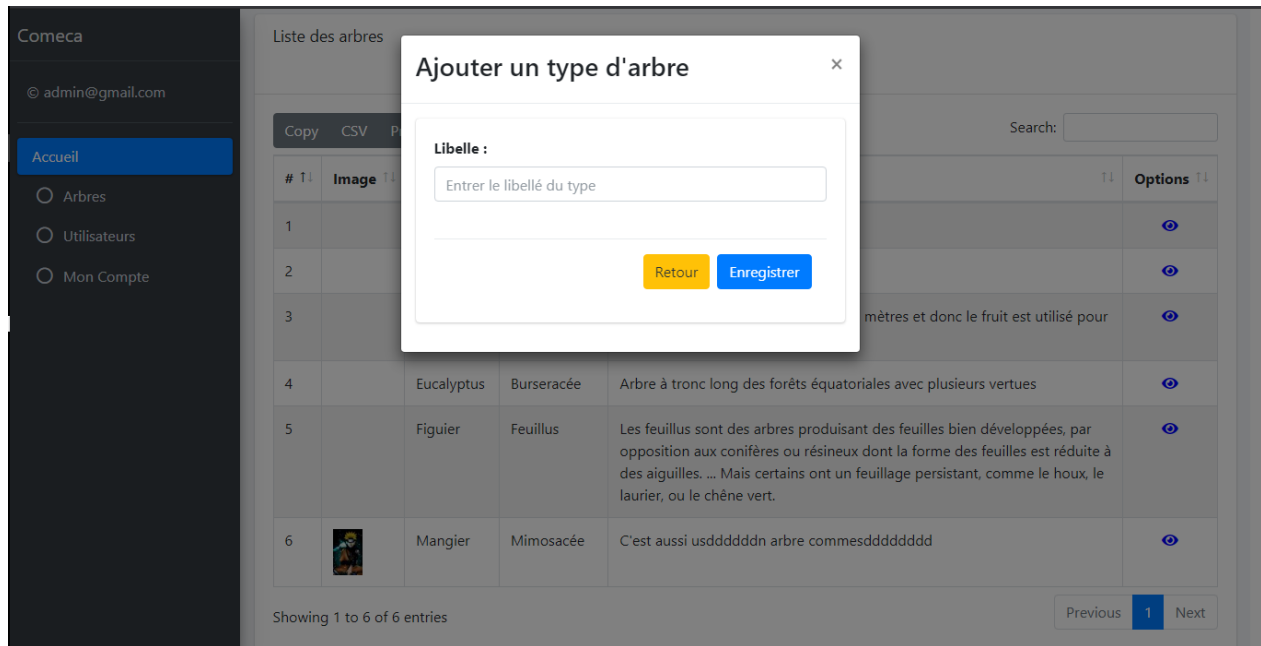 Comeca
© admin@gmail.com
Accueil
Arbres
Utilisateurs
Mon Compte
Liste des arbres
Ajouter un type d'arbre ×
Libelle :
Entrer le libellé du type
Retour Enregistrer
Copy CSV
Search:
# Image Options
1
2
3 mètres et donc le fruit est utilisé pour
4 Eucalyptus Burseracée Arbre à tronc long des forêts équatoriales avec plusieurs vertues
5 Figuier Feuillus Les feuillus sont des arbres produisant des feuilles bien développées, par
opposition aux conifères ou résineux dont la forme des feuilles est réduite à
des aiguilles. ... Mais certains ont un feuillage persistant, comme le houx, le
laurier, ou le chêne vert.
6 Mangier Mimosacée C'est aussi usddddddn arbre commesdddddddd
Showing 1 to 6 of 6 entries
Previous 1 Next